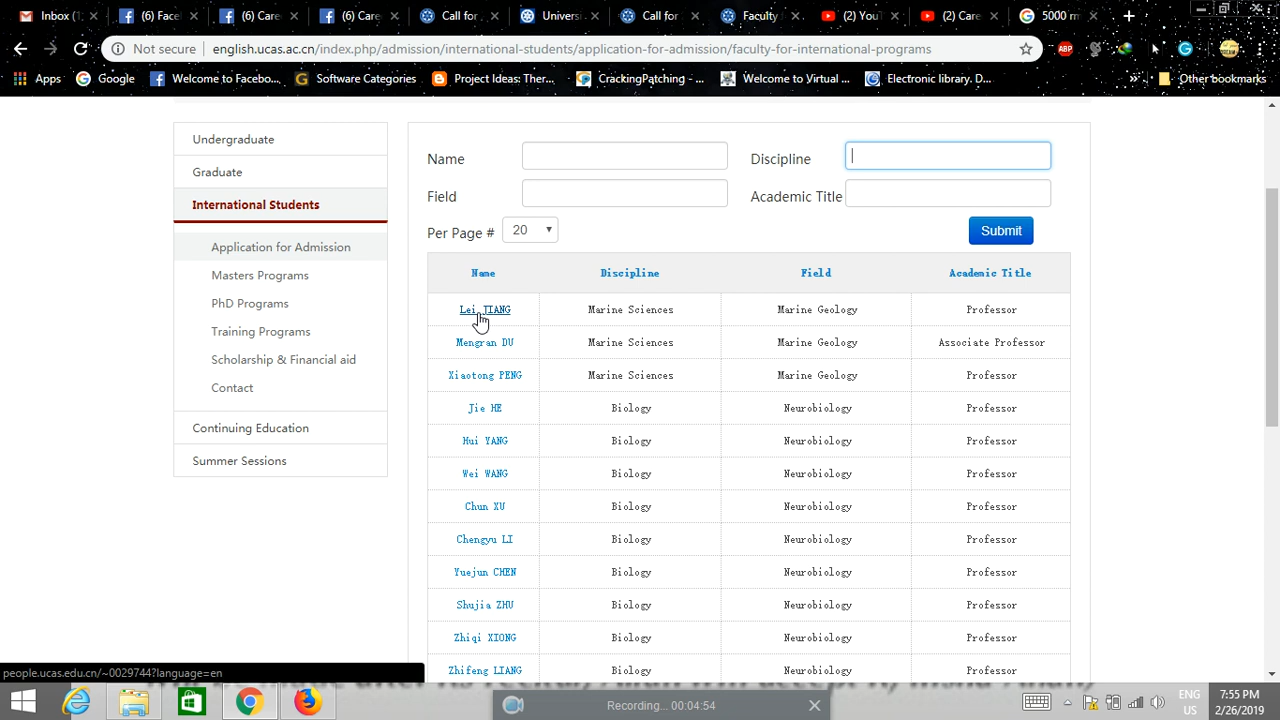 Inbox (1
(6) Face
(6) Care
(6) Care
Call for
Univers
Call for
Faculty
(2) YouT
(2) Care
5000 rm
Not secure
english.ucas.ac.cn/index.php/admission/international-students/application-for-admission/faculty-for-international-programs
ABP
Apps
Google
Welcome to Facebo...
Software Categories
Project Ideas: Ther...
CrackingPatching - ...
Welcome to Virtual ...
Electronic library. D...
»
Other bookmarks
Undergraduate
Graduate
International Students
Application for Admission
Masters Programs
PhD Programs
Training Programs
Scholarship & Financial aid
Contact
Continuing Education
Summer Sessions
Name Discipline
Field Academic Title
Per Page # 20 Submit
Name Discipline Field Academic Title
Lei JIANG Marine Sciences Marine Geology Professor
Mengran DU Marine Sciences Marine Geology Associate Professor
Xiaotong PENG Marine Sciences Marine Geology Professor
Jie HE Biology Neurobiology Professor
Hui YANG Biology Neurobiology Professor
Wei WANG Biology Neurobiology Professor
Chun XU Biology Neurobiology Professor
Chengyu LI Biology Neurobiology Professor
Yuejun CHEN Biology Neurobiology Professor
Shujia ZHU Biology Neurobiology Professor
Zhiqi XIONG Biology Neurobiology Professor
Zhifeng LIANG Biology Neurobiology Professor
people.ucas.edu.cn/~0029744?language=en
Recording... 00:04:54
ENG
US
7:55 PM
2/26/2019